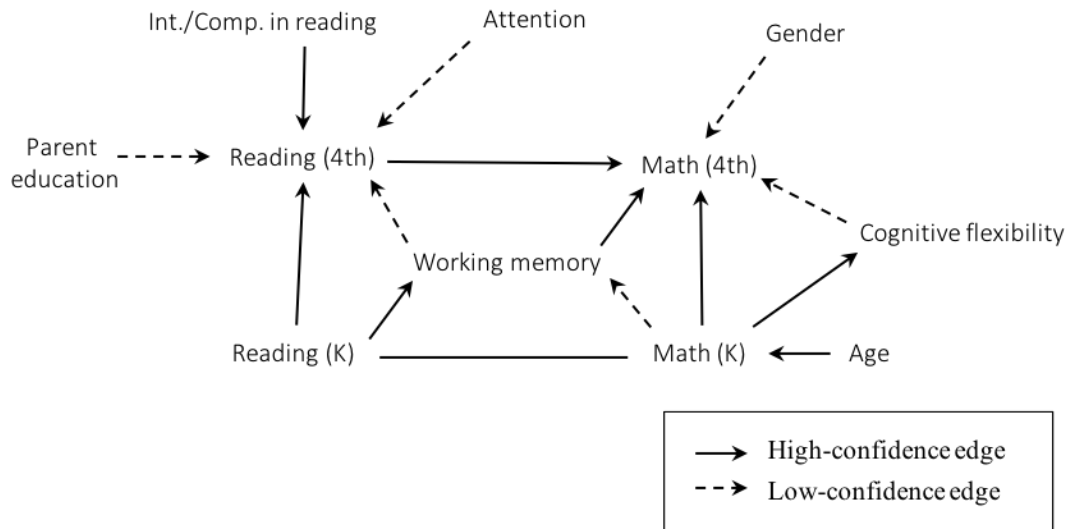 Int./Comp. in reading
Attention
Gender
Parent
education
Reading (4th)
Math (4th)
Cognitive flexibility
Working memory
Reading (K)
Math (K)
Age
High-confidence edge
Low-confidence edge